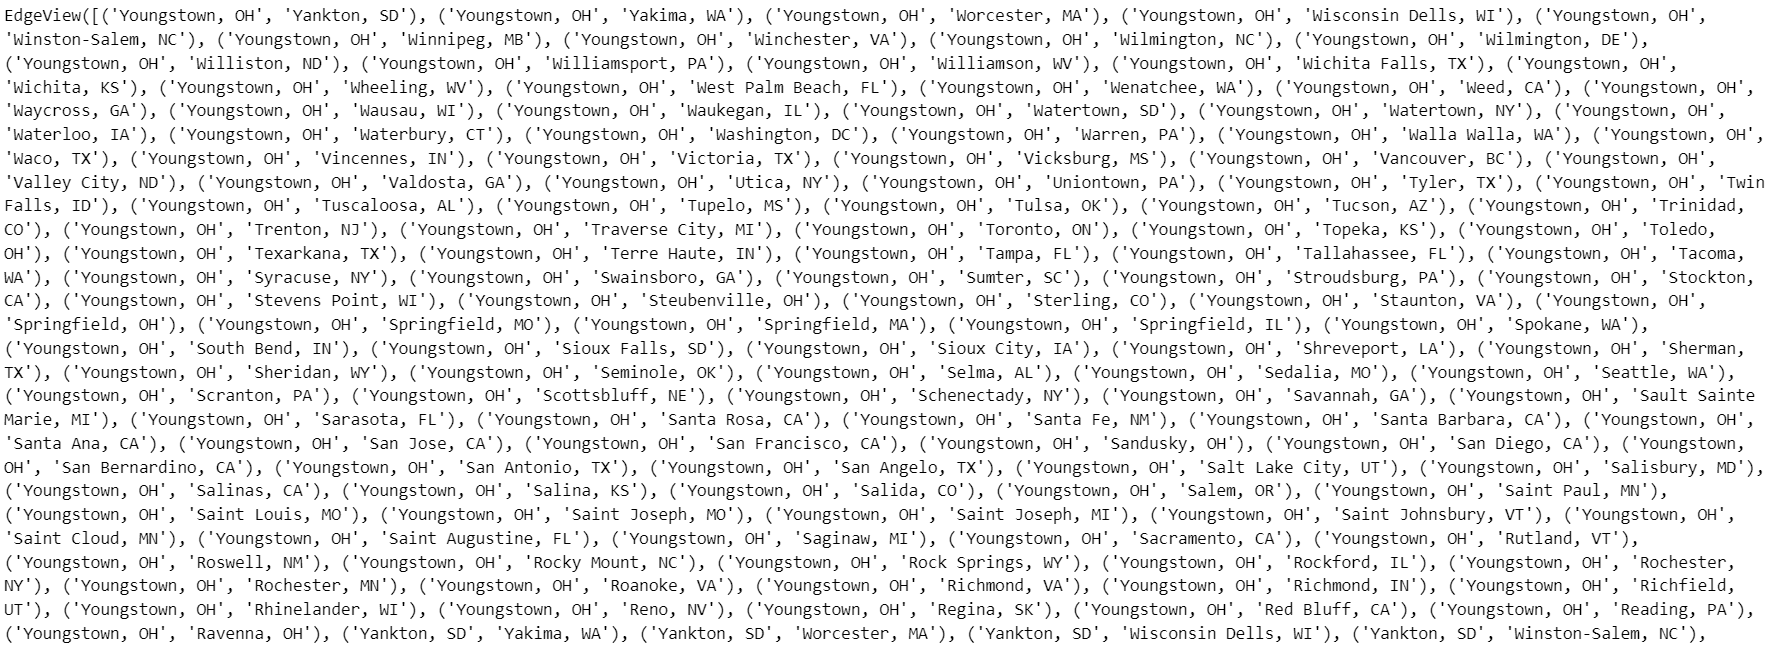 EdgeView([('Youngstown, OH', 'Yankton, SD'), ('Youngstown, OH', 'Yakima, WA'), ('Youngstown, OH', 'Worcester, MA'), ('Youngstown, OH', 'Wisconsin Dells, WI'), ('Youngstown, OH',
'Winston-Salem, NC'), ('Youngstown, OH', 'Winnipeg, MB'), ('Youngstown, OH', 'Winchester, VA'), ('Youngstown, OH', 'Wilmington, NC'), ('Youngstown, OH', 'Wilmington, DE'),
('Youngstown, OH', 'Williston, ND'), ('Youngstown, OH', 'Williamsport, PA'), ('Youngstown, OH', 'Williamson, WV'), ('Youngstown, OH', 'Wichita Falls, TX'), ('Youngstown, OH',
'Wichita, KS'), ('Youngstown, OH', 'Wheeling, WV'), ('Youngstown, OH', 'West Palm Beach, FL'), ('Youngstown, OH', 'Wenatchee, WA'), ('Youngstown, OH', 'Weed, CA'), ('Youngstown, OH',
'Waycross, GA'), ('Youngstown, OH', 'Wausau, WI'), ('Youngstown, OH', 'Waukegan, IL'), ('Youngstown, OH', 'Watertown, SD'), ('Youngstown, OH', 'Watertown, NY'), ('Youngstown, OH',
'Waterloo, IA'), ('Youngstown, OH', 'Waterbury, CT'), ('Youngstown, OH', 'Washington, DC'), ('Youngstown, OH', 'Warren, PA'), ('Youngstown, OH', 'Walla Walla, WA'), ('Youngstown, OH',
'Waco, TX'), ('Youngstown, OH', 'Vincennes, IN'), ('Youngstown, OH', 'Victoria, TX'), ('Youngstown, OH', 'Vicksburg, MS'), ('Youngstown, OH', 'Vancouver, BC'), ('Youngstown, OH',
'Valley City, ND'), ('Youngstown, OH', 'Valdosta, GA'), ('Youngstown, OH', 'Utica, NY'), ('Youngstown, OH', 'Uniontown, PA'), ('Youngstown, OH', 'Tyler, TX'), ('Youngstown, OH', 'Twin
Falls, ID'), ('Youngstown, OH', 'Tuscaloosa, AL'), ('Youngstown, OH', 'Tupelo, MS'), ('Youngstown, OH', 'Tulsa, OK'), ('Youngstown, OH', 'Tucson, AZ'), ('Youngstown, OH', 'Trinidad,
CO'), ('Youngstown, OH', 'Trenton, NJ'), ('Youngstown, OH', 'Traverse City, MI'), ('Youngstown, OH', 'Toronto, ON'), ('Youngstown, OH', 'Topeka, KS'), ('Youngstown, OH', 'Toledo,
OH'), ('Youngstown, OH', 'Texarkana, TX'), ('Youngstown, OH', 'Terre Haute, IN'), ('Youngstown, OH', 'Tampa, FL'), ('Youngstown, OH', 'Tallahassee, FL'), ('Youngstown, OH', 'Tacoma,
WA'), ('Youngstown, OH', 'Syracuse, NY'), ('Youngstown, OH', 'Swainsboro, GA'), ('Youngstown, OH', 'Sumter, SC'), ('Youngstown, OH', 'Stroudsburg, PA'), ('Youngstown, OH', 'Stockton,
CA'), ('Youngstown, OH', 'Stevens Point, WI'), ('Youngstown, OH', 'Steubenville, OH'), ('Youngstown, OH', 'Sterling, CO'), ('Youngstown, OH', 'Staunton, VA'), ('Youngstown, OH',
'Springfield, OH'), ('Youngstown, OH', 'Springfield, MO'), ('Youngstown, OH', 'Springfield, MA'), ('Youngstown, OH', 'Springfield, IL'), ('Youngstown, OH', 'Spokane, WA'),
('Youngstown, OH', 'South Bend, IN'), ('Youngstown, OH', 'Sioux Falls, SD'), ('Youngstown, OH', 'Sioux City, IA'), ('Youngstown, OH', 'Shreveport, LA'), ('Youngstown, OH', 'Sherman,
TX'), ('Youngstown, OH', 'Sheridan, WY'), ('Youngstown, OH', 'Seminole, OK'), ('Youngstown, OH', 'Selma, AL'), ('Youngstown, OH', 'Sedalia, MO'), ('Youngstown, OH', 'Seattle, WA'),
('Youngstown, OH', 'Scranton, PA'), ('Youngstown, OH', 'Scottsbluff, NE'), ('Youngstown, OH', 'Schenectady, NY'), ('Youngstown, OH', 'Savannah, GA'), ('Youngstown, OH', 'Sault Sainte
Marie, MI'), ('Youngstown, OH', 'Sarasota, FL'), ('Youngstown, OH', 'Santa Rosa, CA'), ('Youngstown, OH', 'Santa Fe, NM'), ('Youngstown, OH', 'Santa Barbara, CA'), ('Youngstown, OH',
'Santa Ana, CA'), ('Youngstown, OH', 'San Jose, CA'), ('Youngstown, OH', 'San Francisco, CA'), ('Youngstown, OH', 'Sandusky, OH'), ('Youngstown, OH', 'San Diego, CA'), ('Youngstown,
OH', 'San Bernardino, CA'), ('Youngstown, OH', 'San Antonio, TX'), ('Youngstown, OH', 'San Angelo, TX'), ('Youngstown, OH', 'Salt Lake City, UT'), ('Youngstown, OH', 'Salisbury, MD'),
('Youngstown, OH', 'Salinas, CA'), ('Youngstown, OH', 'Salina, KS'), ('Youngstown, OH', 'Salida, CO'), ('Youngstown, OH', 'Salem, OR'), ('Youngstown, OH', 'Saint Paul, MN'),
('Youngstown, OH', 'Saint Louis, MO'), ('Youngstown, OH', 'Saint Joseph, MO'), ('Youngstown, OH', 'Saint Joseph, MI'), ('Youngstown, OH', 'Saint Johnsbury, VT'), ('Youngstown, OH',
'Saint Cloud, MN'), ('Youngstown, OH', 'Saint Augustine, FL'), ('Youngstown, OH', 'Saginaw, MI'), ('Youngstown, OH', 'Sacramento, CA'), ('Youngstown, OH', 'Rutland, VT'),
('Youngstown, OH', 'Roswell, NM'), ('Youngstown, OH', 'Rocky Mount, NC'), ('Youngstown, OH', 'Rock Springs, WY'), ('Youngstown, OH', 'Rockford, IL'), ('Youngstown, OH', 'Rochester,
NY'), ('Youngstown, OH', 'Rochester, MN'), ('Youngstown, OH', 'Roanoke, VA'), ('Youngstown, OH', 'Richmond, VA'), ('Youngstown, OH', 'Richmond, IN'), ('Youngstown, OH', 'Richfield,
UT'), ('Youngstown, OH', 'Rhinelander, WI'), ('Youngstown, OH', 'Reno, NV'), ('Youngstown, OH', 'Regina, SK'), ('Youngstown, OH', 'Red Bluff, CA'), ('Youngstown, OH', 'Reading, PA'),
('Youngstown, OH', 'Ravenna, OH'), ('Yankton, SD', 'Yakima, WA'), ('Yankton, SD', 'Worcester, MA'), ('Yankton, SD', 'Wisconsin Dells, WI'), ('Yankton, SD', 'Winston-Salem, NC'),